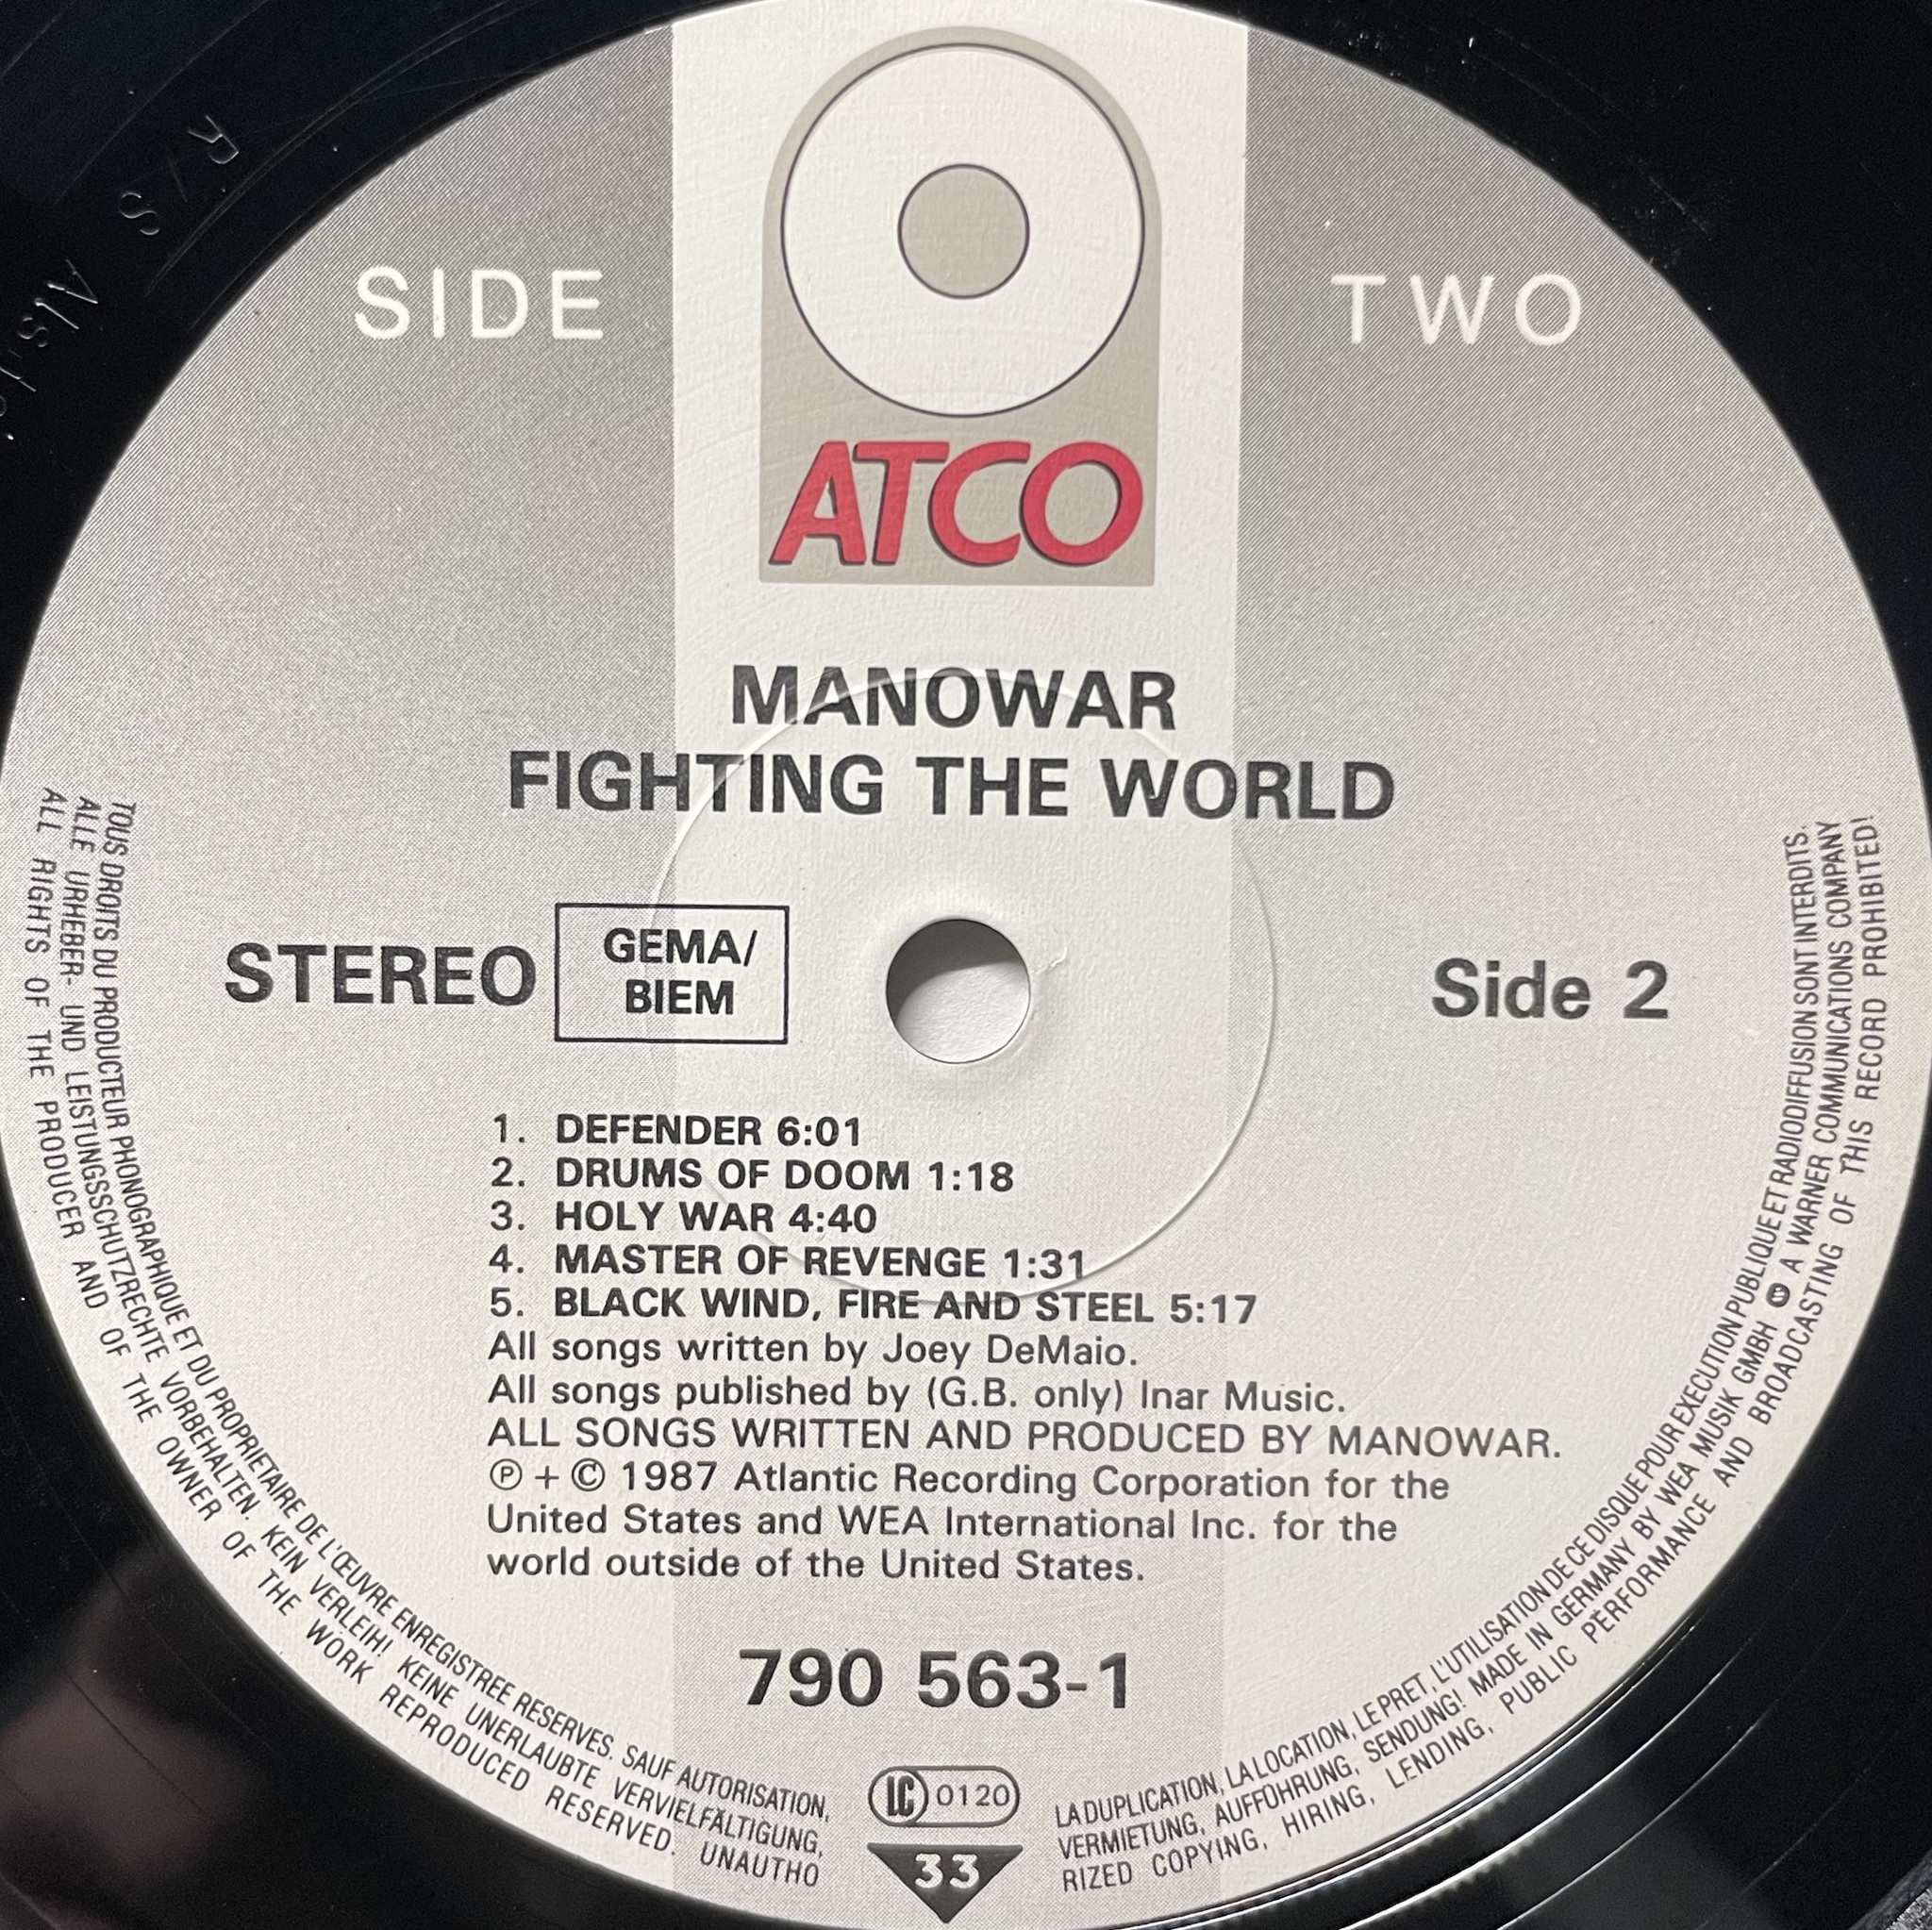 SIDE TWO
ATCO
MANOWAR
FIGHTING THE WORLD
STEREO
GEMA/
BIEM
Side 2
1. DEFENDER 6:01
2. DRUMS OF DOOM 1:18
3. HOLY WAR 4:40
4. MASTER OF REVENGE 1:31
5. BLACK WIND, FIRE AND STEEL 5:17
All songs written by Joey DeMaio.
All songs published by (G.B. only) Inar Music.
ALL SONGS WRITTEN AND PRODUCED BY MANOWAR.
Ⓟ + © 1987 Atlantic Recording Corporation for the
United States and WEA International Inc. for the
world outside of the United States.
790 563-1
LC 0120
33
TOUS DROITS DU PRODUCTEUR PHONOGRAPHIQUE ET DU PROPRIETAIRE DE L'ŒUVRE ENREGISTREE RESERVES. SAUF AUTORISATION, LA DUPLICATION, LA LOCATION, LE PRET, L'UTILISATION DE CE DISQUE POUR EXECUTION PUBLIQUE ET RADIODIFFUSION SONT INTERDITS.
ALLE URHEBER- UND LEISTUNGSSCHUTZRECHTE VORBEHALTEN. KEIN VERLEIH! KEINE UNERLAUBTE VERVIELFÄLTIGUNG, VERMIETUNG, AUFFÜHRUNG, SENDUNG! MADE IN GERMANY BY WEA MUSIK GMBH A WARNER COMMUNICATIONS COMPANY
ALL RIGHTS OF THE PRODUCER AND OF THE OWNER OF THE WORK REPRODUCED RESERVED. UNAUTHORIZED COPYING, HIRING, LENDING, PUBLIC PERFORMANCE AND BROADCASTING OF THIS RECORD PROHIBITED!
R/S